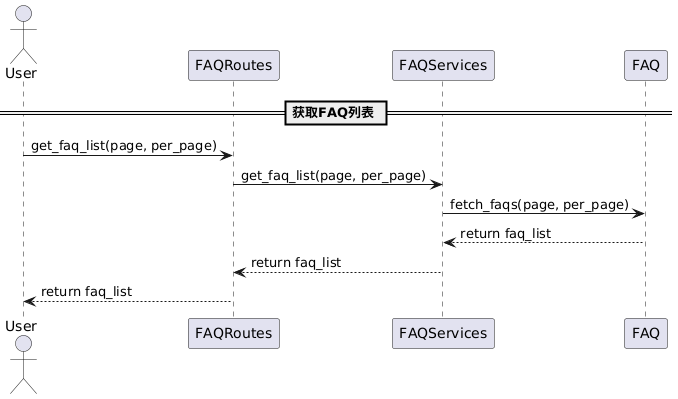 User
FAQRoutes
FAQServices
FAQ
获取FAQ列表
get_faq_list(page, per_page)
get_faq_list(page, per_page)
fetch_faqs(page, per_page)
return faq_list
return faq_list
return faq_list
User
FAQRoutes
FAQServices
FAQ